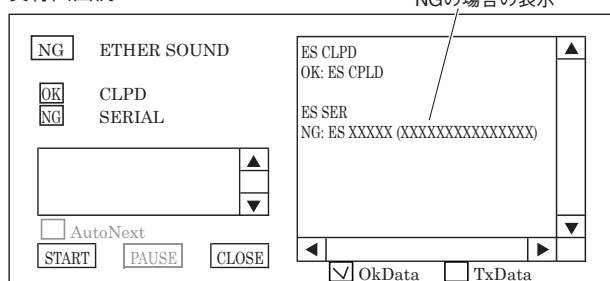 NGの場合の表示
NG ETHER SOUND
OK CLPD
NG SERIAL
AutoNext
START PAUSE CLOSE
ES CLPD
OK: ES CPLD
ES SER
NG: ES XXXXX (XXXXXXXXXXXXXXX)
OkData TxData